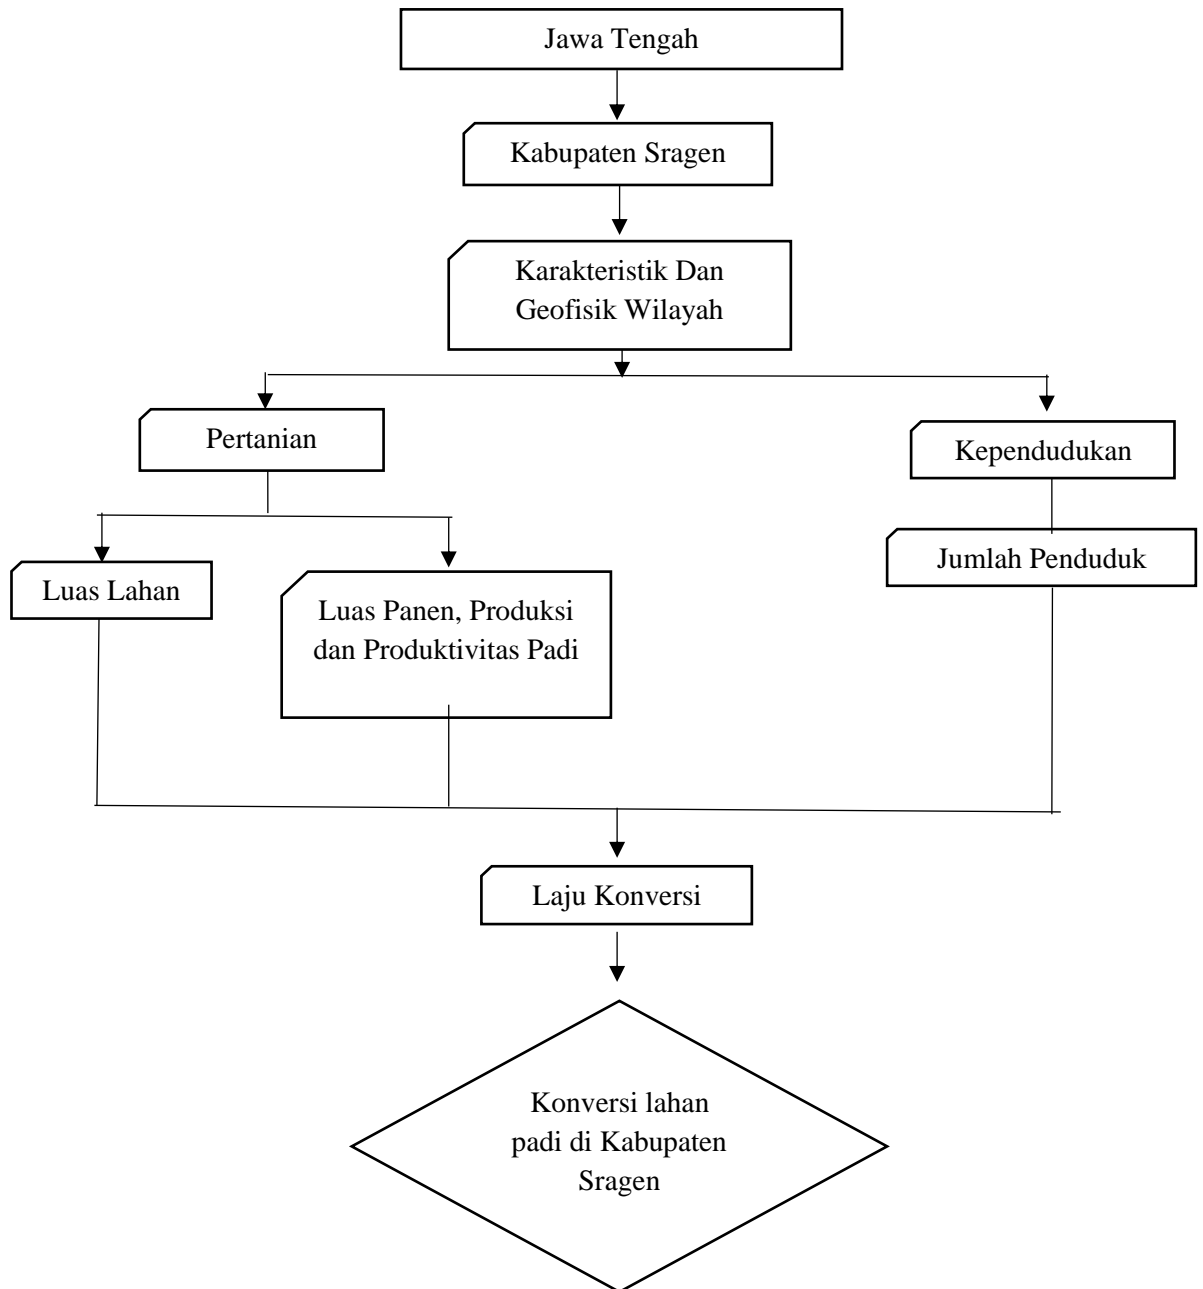 Jawa Tengah
Kabupaten Sragen
Karakteristik Dan
Geofisik Wilayah
Pertanian
Kependudukan
Luas Lahan
Luas Panen, Produksi
dan Produktivitas Padi
Jumlah Penduduk
Laju Konversi
Konversi lahan
padi di Kabupaten
Sragen